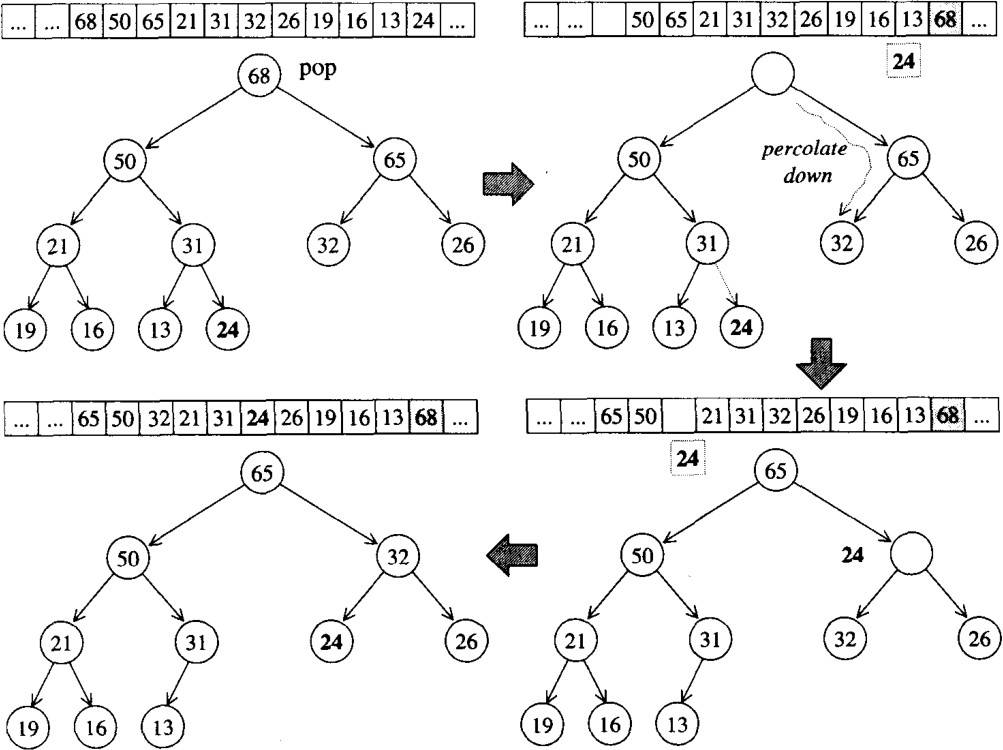 ... ... 68 50 65 21 31 32 26 19 16 13 24 ...
68 pop
50 65
21 31 32 26
19 16 13 24
... ... 50 65 21 31 32 26 19 16 13 68 ...
24
50 65
percolate
down
21 31 32 26
19 16 13 24
... ... 65 50 21 31 32 26 19 16 13 68 ...
24
65
50 24
21 31 32 26
19 16 13
... ... 65 50 32 21 31 24 26 19 16 13 68 ...
65
50 32
21 31 24 26
19 16 13